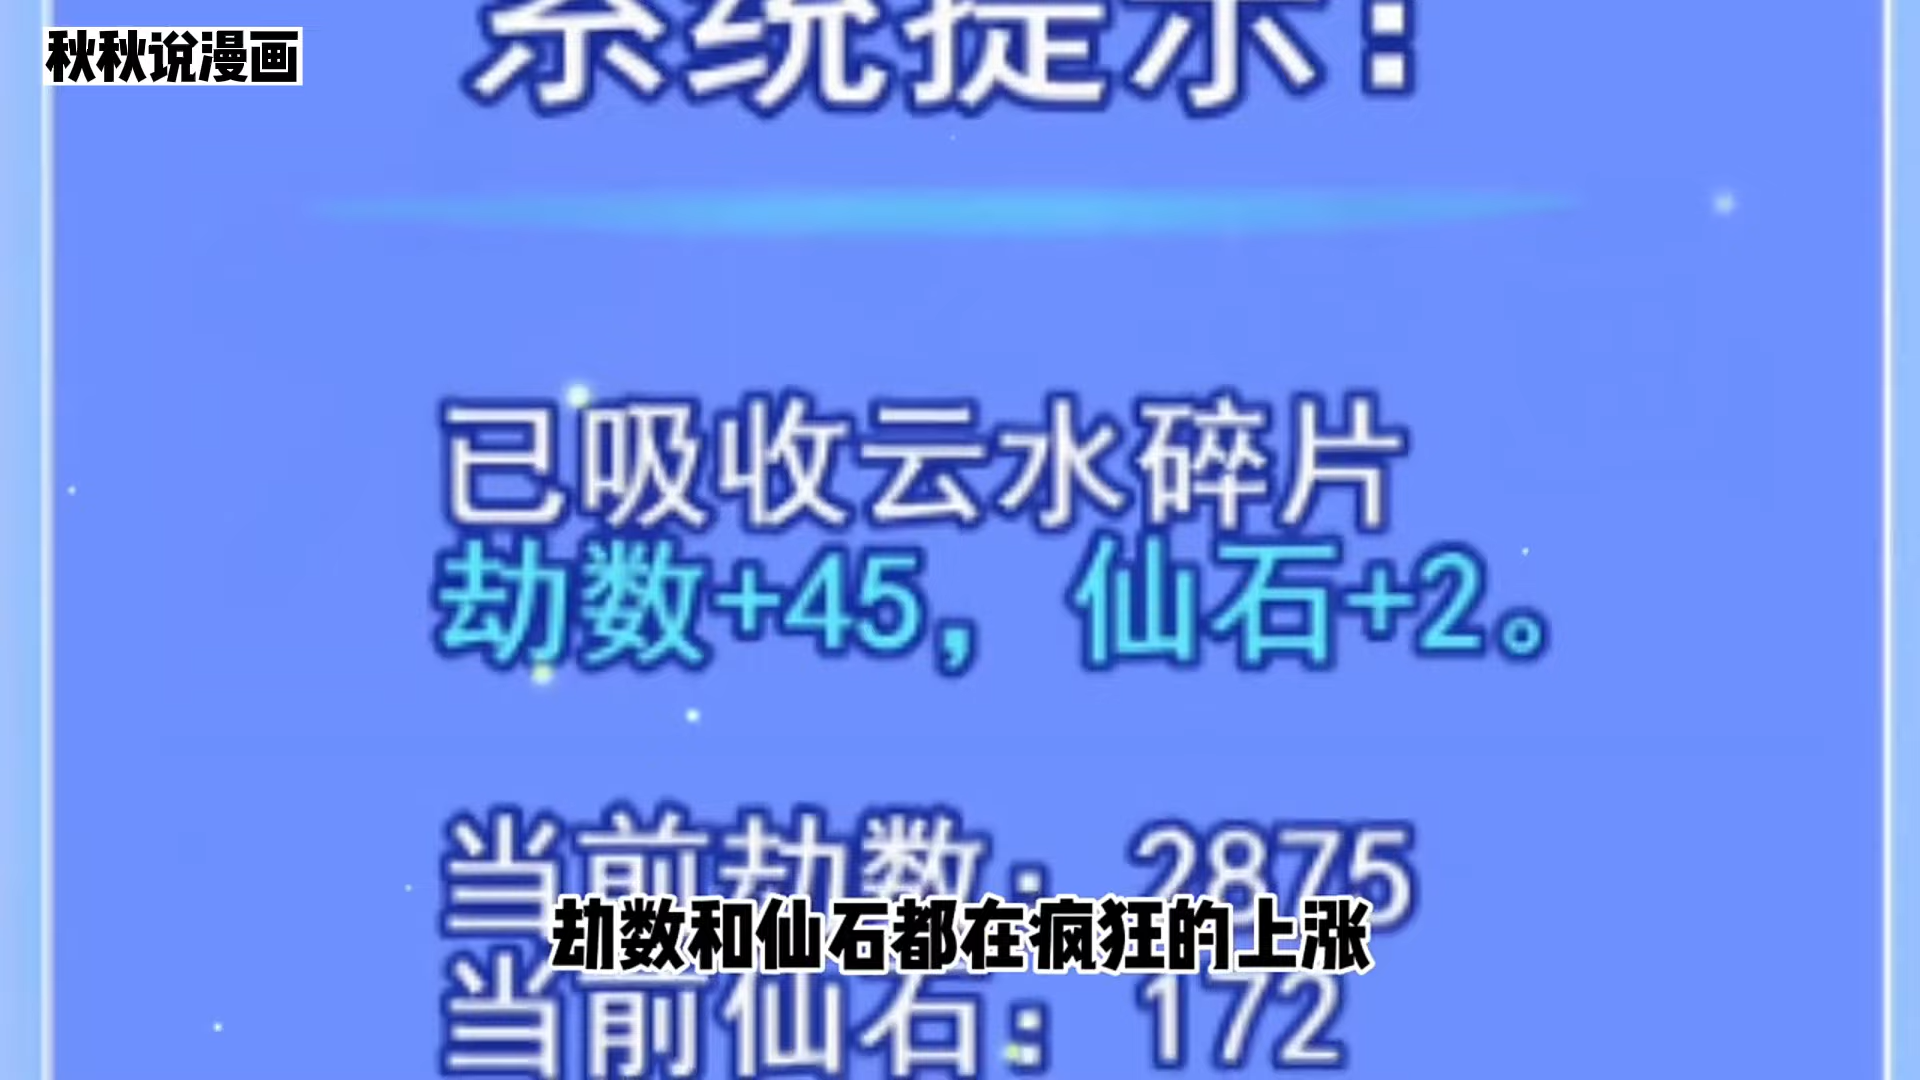 系统提示：
秋秋说漫画
已吸收云水碎片
劫数+45，仙石+2。
当前劫数：2875
劫数和仙石都在疯狂的上涨
当前仙石：172